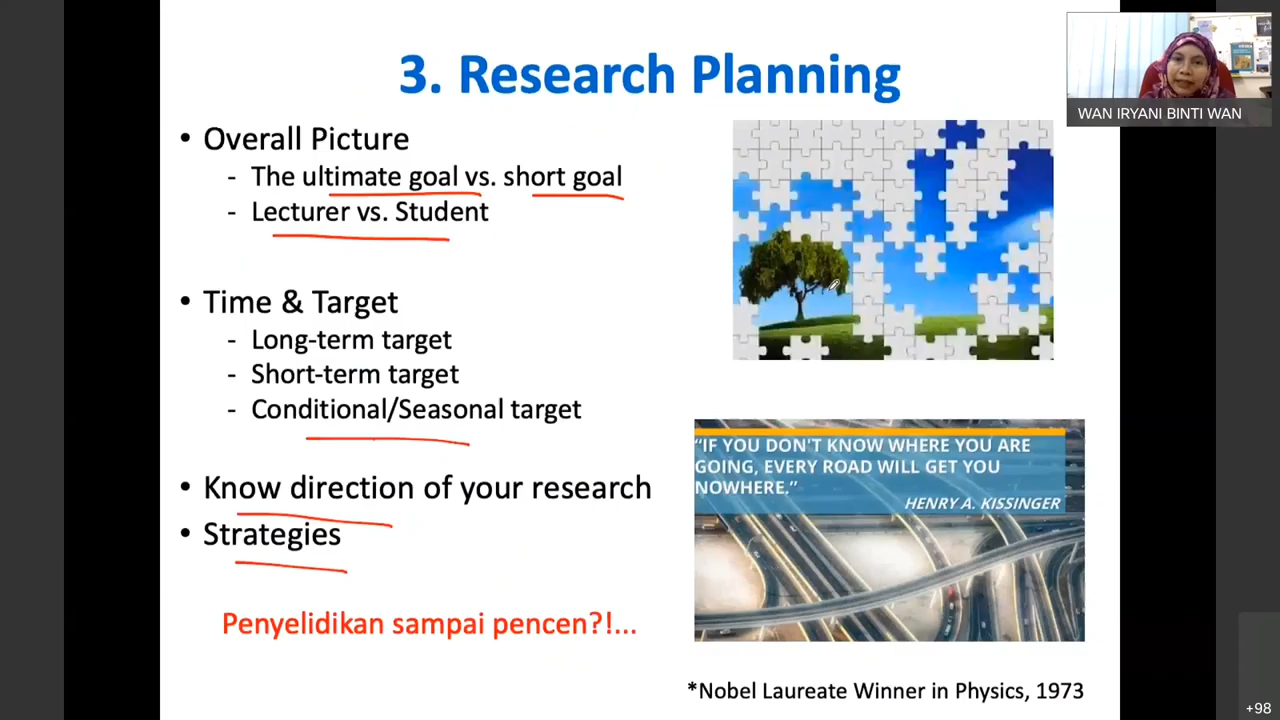 3. Research Planning
WAN IRYANI BINTI WAN
• Overall Picture
- The ultimate goal vs. short goal
- Lecturer vs. Student
• Time & Target
- Long-term target
- Short-term target
- Conditional/Seasonal target
• Know direction of your research
• Strategies
Penyelidikan sampai pencen?!...
“IF YOU DON'T KNOW WHERE YOU ARE
GOING, EVERY ROAD WILL GET YOU
NOWHERE.”
HENRY A. KISSINGER
*Nobel Laureate Winner in Physics, 1973
+98